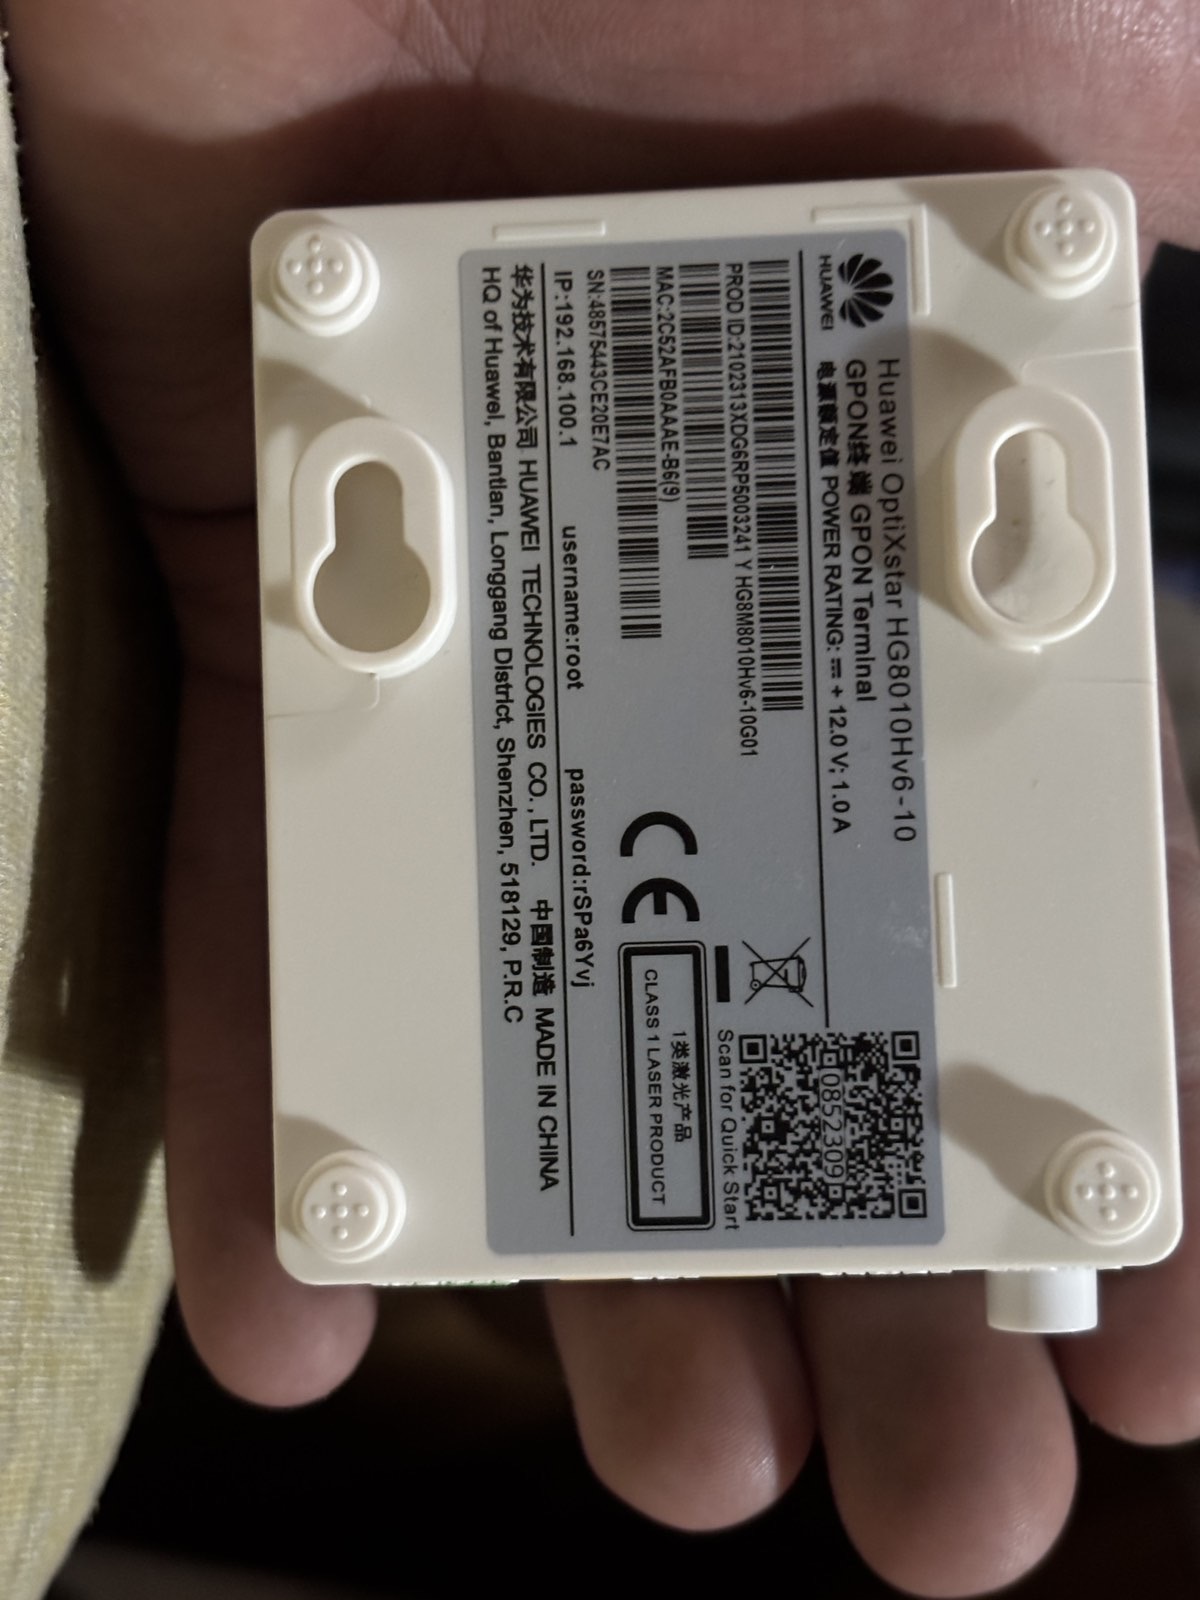 HUAWEI
Huawei OptiXstar HG8010Hv6-10
GPON终端 GPON Terminal
电源额定值 POWER RATING: ⎓ + 12.0 V; 1.0 A
PROD ID:2102313XDG6RP5003241 Y HG8M8010Hv6-10G01
MAC:2C52AFB0AAAE-B6(9)
SN:48575443CE20E7AC
0852309
Scan for Quick Start
CE
1类激光产品
CLASS 1 LASER PRODUCT
IP:192.168.100.1 username:root password:rSPa6Yvj
华为技术有限公司 HUAWEI TECHNOLOGIES CO., LTD. 中国制造 MADE IN CHINA
HQ of Huawei, Bantian, Longgang District, Shenzhen, 518129, P.R.C